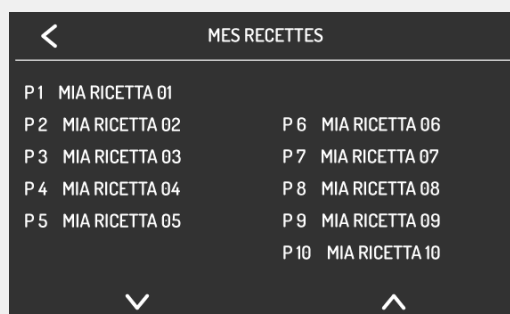 MES RECETTES
P1 MIA RICETTA 01
P2 MIA RICETTA 02
P3 MIA RICETTA 03
P4 MIA RICETTA 04
P5 MIA RICETTA 05
P6 MIA RICETTA 06
P7 MIA RICETTA 07
P8 MIA RICETTA 08
P9 MIA RICETTA 09
P10 MIA RICETTA 10